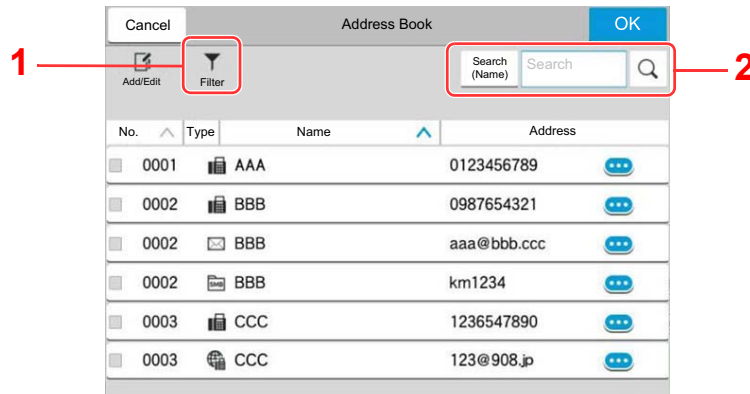 Cancel Address Book OK
1 Add/Edit Filter Search (Name) Search 2
No. Type Name Address
0001 AAA 0123456789
0002 BBB 0987654321
0002 BBB aaa@bbb.ccc
0002 SMB BBB km1234
0003 CCC 1236547890
0003 CCC 123@908.jp